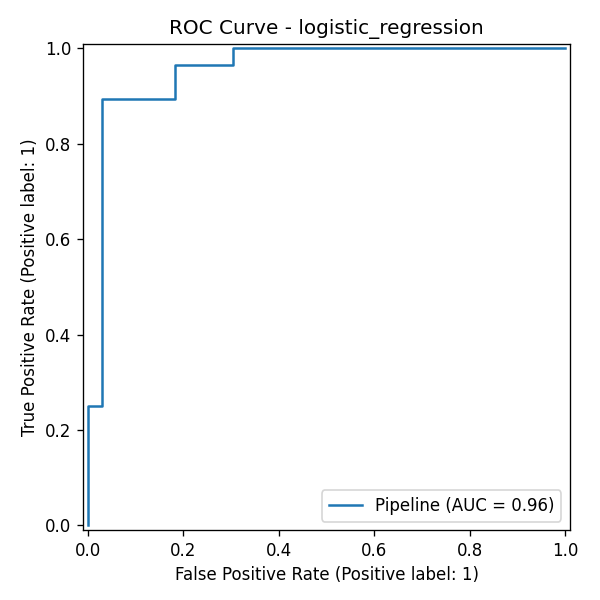 ROC Curve - logistic_regression
1.0
0.8
0.6
0.4
0.2
0.0
True Positive Rate (Positive label: 1)
Pipeline (AUC = 0.96)
0.0 0.2 0.4 0.6 0.8 1.0
False Positive Rate (Positive label: 1)